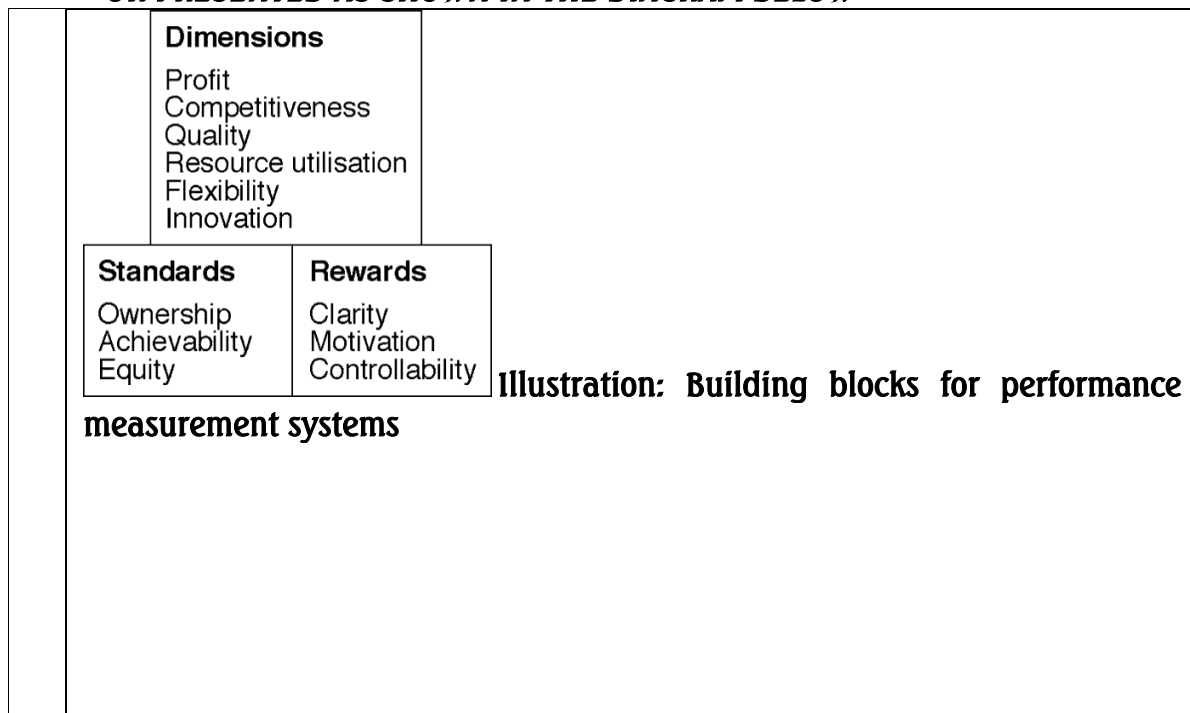 Dimensions
Profit
Competitiveness
Quality
Resource utilisation
Flexibility
Innovation
Standards
Ownership
Achievability
Equity
Rewards
Clarity
Motivation
Controllability
Illustration: Building blocks for performance
measurement systems